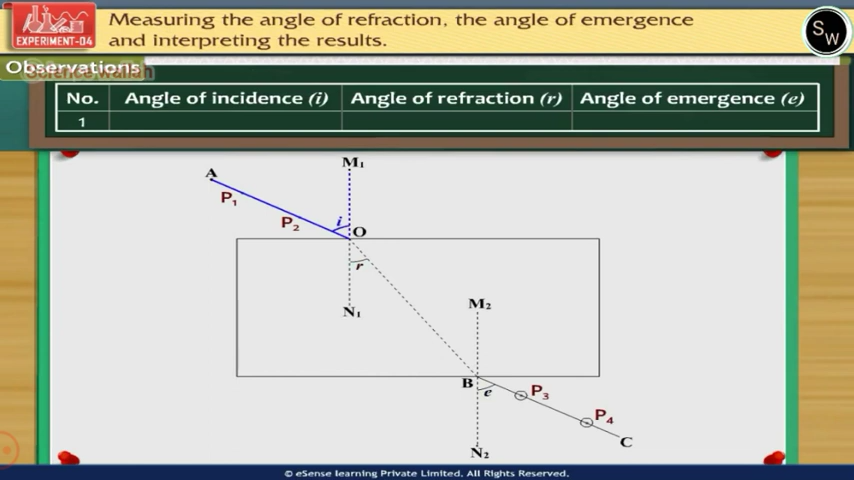 EXPERIMENT-04
Measuring the angle of refraction, the angle of emergence
and interpreting the results.
S
W
Observations
Science Wallah
No. Angle of incidence (i) Angle of refraction (r) Angle of emergence (e)
1
A
M₁
P₁
P₂
i
O
r
N₁
M₂
B
e
P₃
P₄
C
N₂
© eSense learning Private Limited. All Rights Reserved.